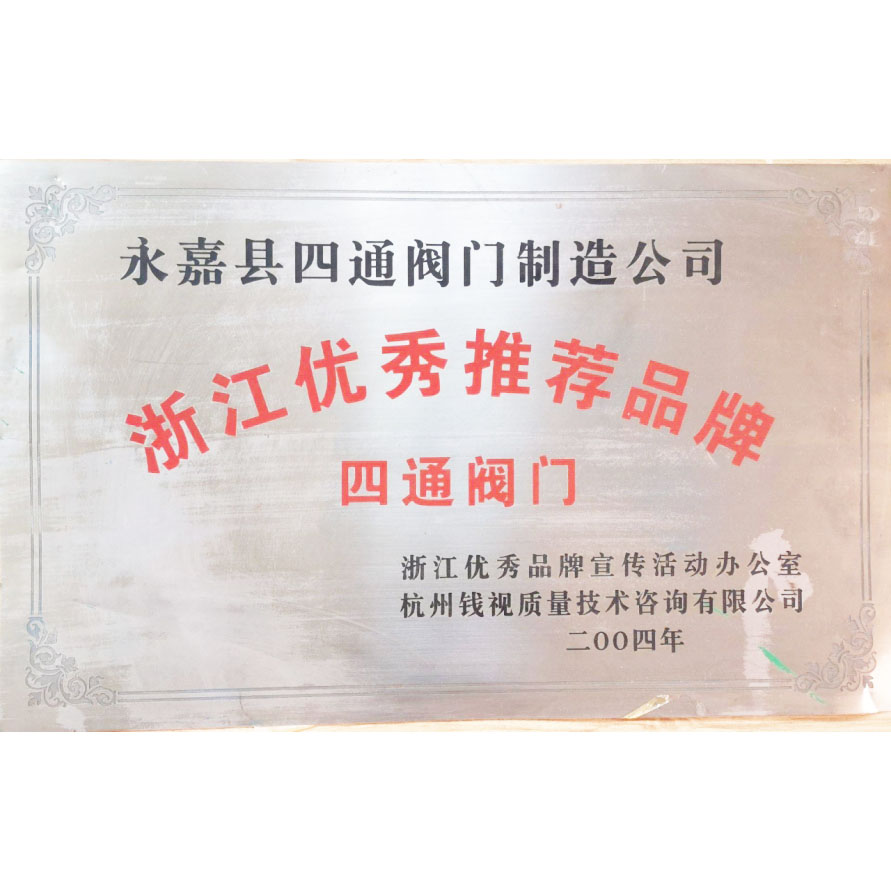 永嘉县四通阀门制造公司
浙江优秀推荐品牌
四通阀门
浙江优秀品牌宣传活动办公室
杭州钱视质量技术咨询有限公司
二OO四年